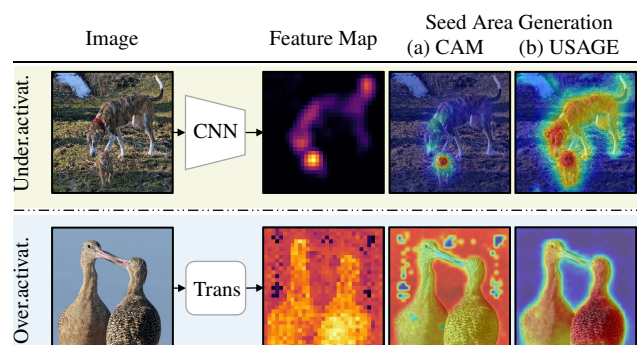 Seed Area Generation
Image
Feature Map
(a) CAM
(b) USAGE
Under.activat.
CNN
Over.activat.
Trans